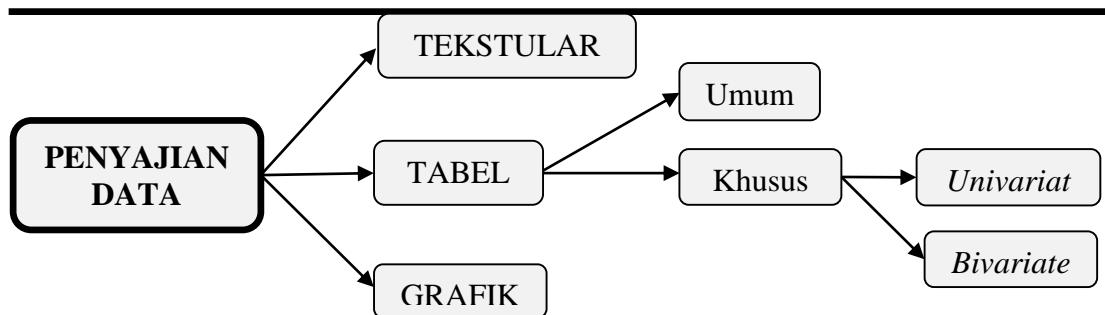 TEKSTULAR
Umum
PENYAJIAN
DATA
TABEL
Khusus
Univariat
Bivariate
GRAFIK